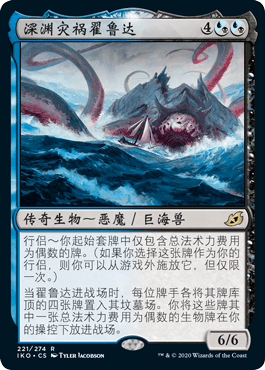 深渊灾祸翟鲁达 4
传奇生物～恶魔／巨海兽
行侣～你起始套牌中仅包含总法术力费用
为偶数的牌。（如果你选择这张牌作为你的
行侣，则你可以从游戏外施放它，但仅限
一次。）
当翟鲁达进战场时，每位牌手各将其牌库
顶的四张牌置入其坟墓场。你将这些牌其
中一张总法术力费用为偶数的生物牌在你
的操控下放进战场。
6/6
221/274 R
IKO • CS Tyler Jacobson
™ & © 2020 Wizards of the Coast